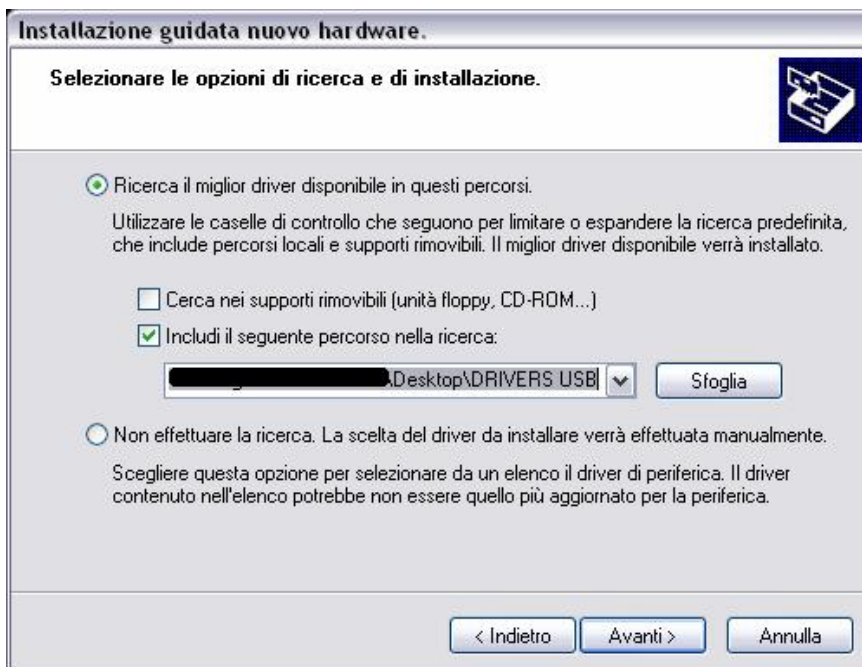 Installazione guidata nuovo hardware.
Selezionare le opzioni di ricerca e di installazione.
Ricerca il miglior driver disponibile in questi percorsi.
Utilizzare le caselle di controllo che seguono per limitare o espandere la ricerca predefinita,
che include percorsi locali e supporti rimovibili. Il miglior driver disponibile verrà installato.
Cerca nei supporti rimovibili (unità floppy, CD-ROM...)
Includi il seguente percorso nella ricerca:
\Desktop\DRIVERS USB
Sfoglia
Non effettuare la ricerca. La scelta del driver da installare verrà effettuata manualmente.
Scegliere questa opzione per selezionare da un elenco il driver di periferica. Il driver
contenuto nell'elenco potrebbe non essere quello più aggiornato per la periferica.
< Indietro
Avanti >
Annulla